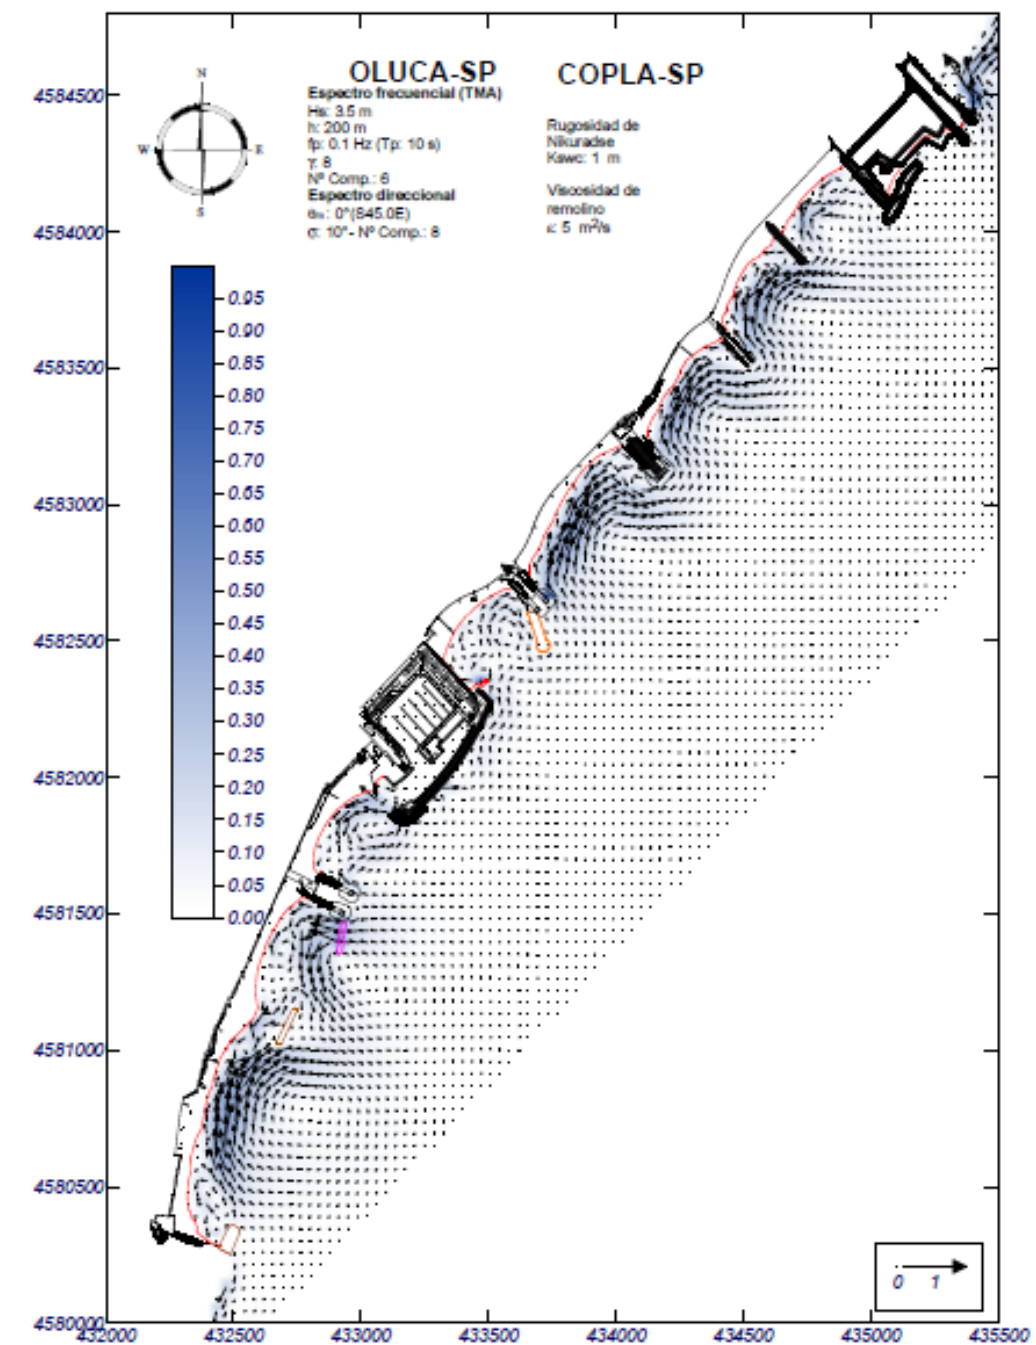 OLUCA-SP
COPLA-SP
Espectro frecuencial (TMA)
Hs: 3.5 m
h: 200 m
fp: 0.1 Hz (Tp: 10 s)
γ: 8
Nº Comp.: 6
Espectro direccional
θm: 0º(S45.0E)
σ: 10º- Nº Comp.: 8
Rugosidad de
Nikuradse
Kswc: 1 m
Viscosidad de
remolino
ε: 5 m²/s
N
W E
S
4584500
4584000
4583500
4583000
4582500
4582000
4581500
4581000
4580500
4580000
0.95
0.90
0.85
0.80
0.75
0.70
0.65
0.60
0.55
0.50
0.45
0.40
0.35
0.30
0.25
0.20
0.15
0.10
0.05
0.00
0 1
432000 432500 433000 433500 434000 434500 435000 435500